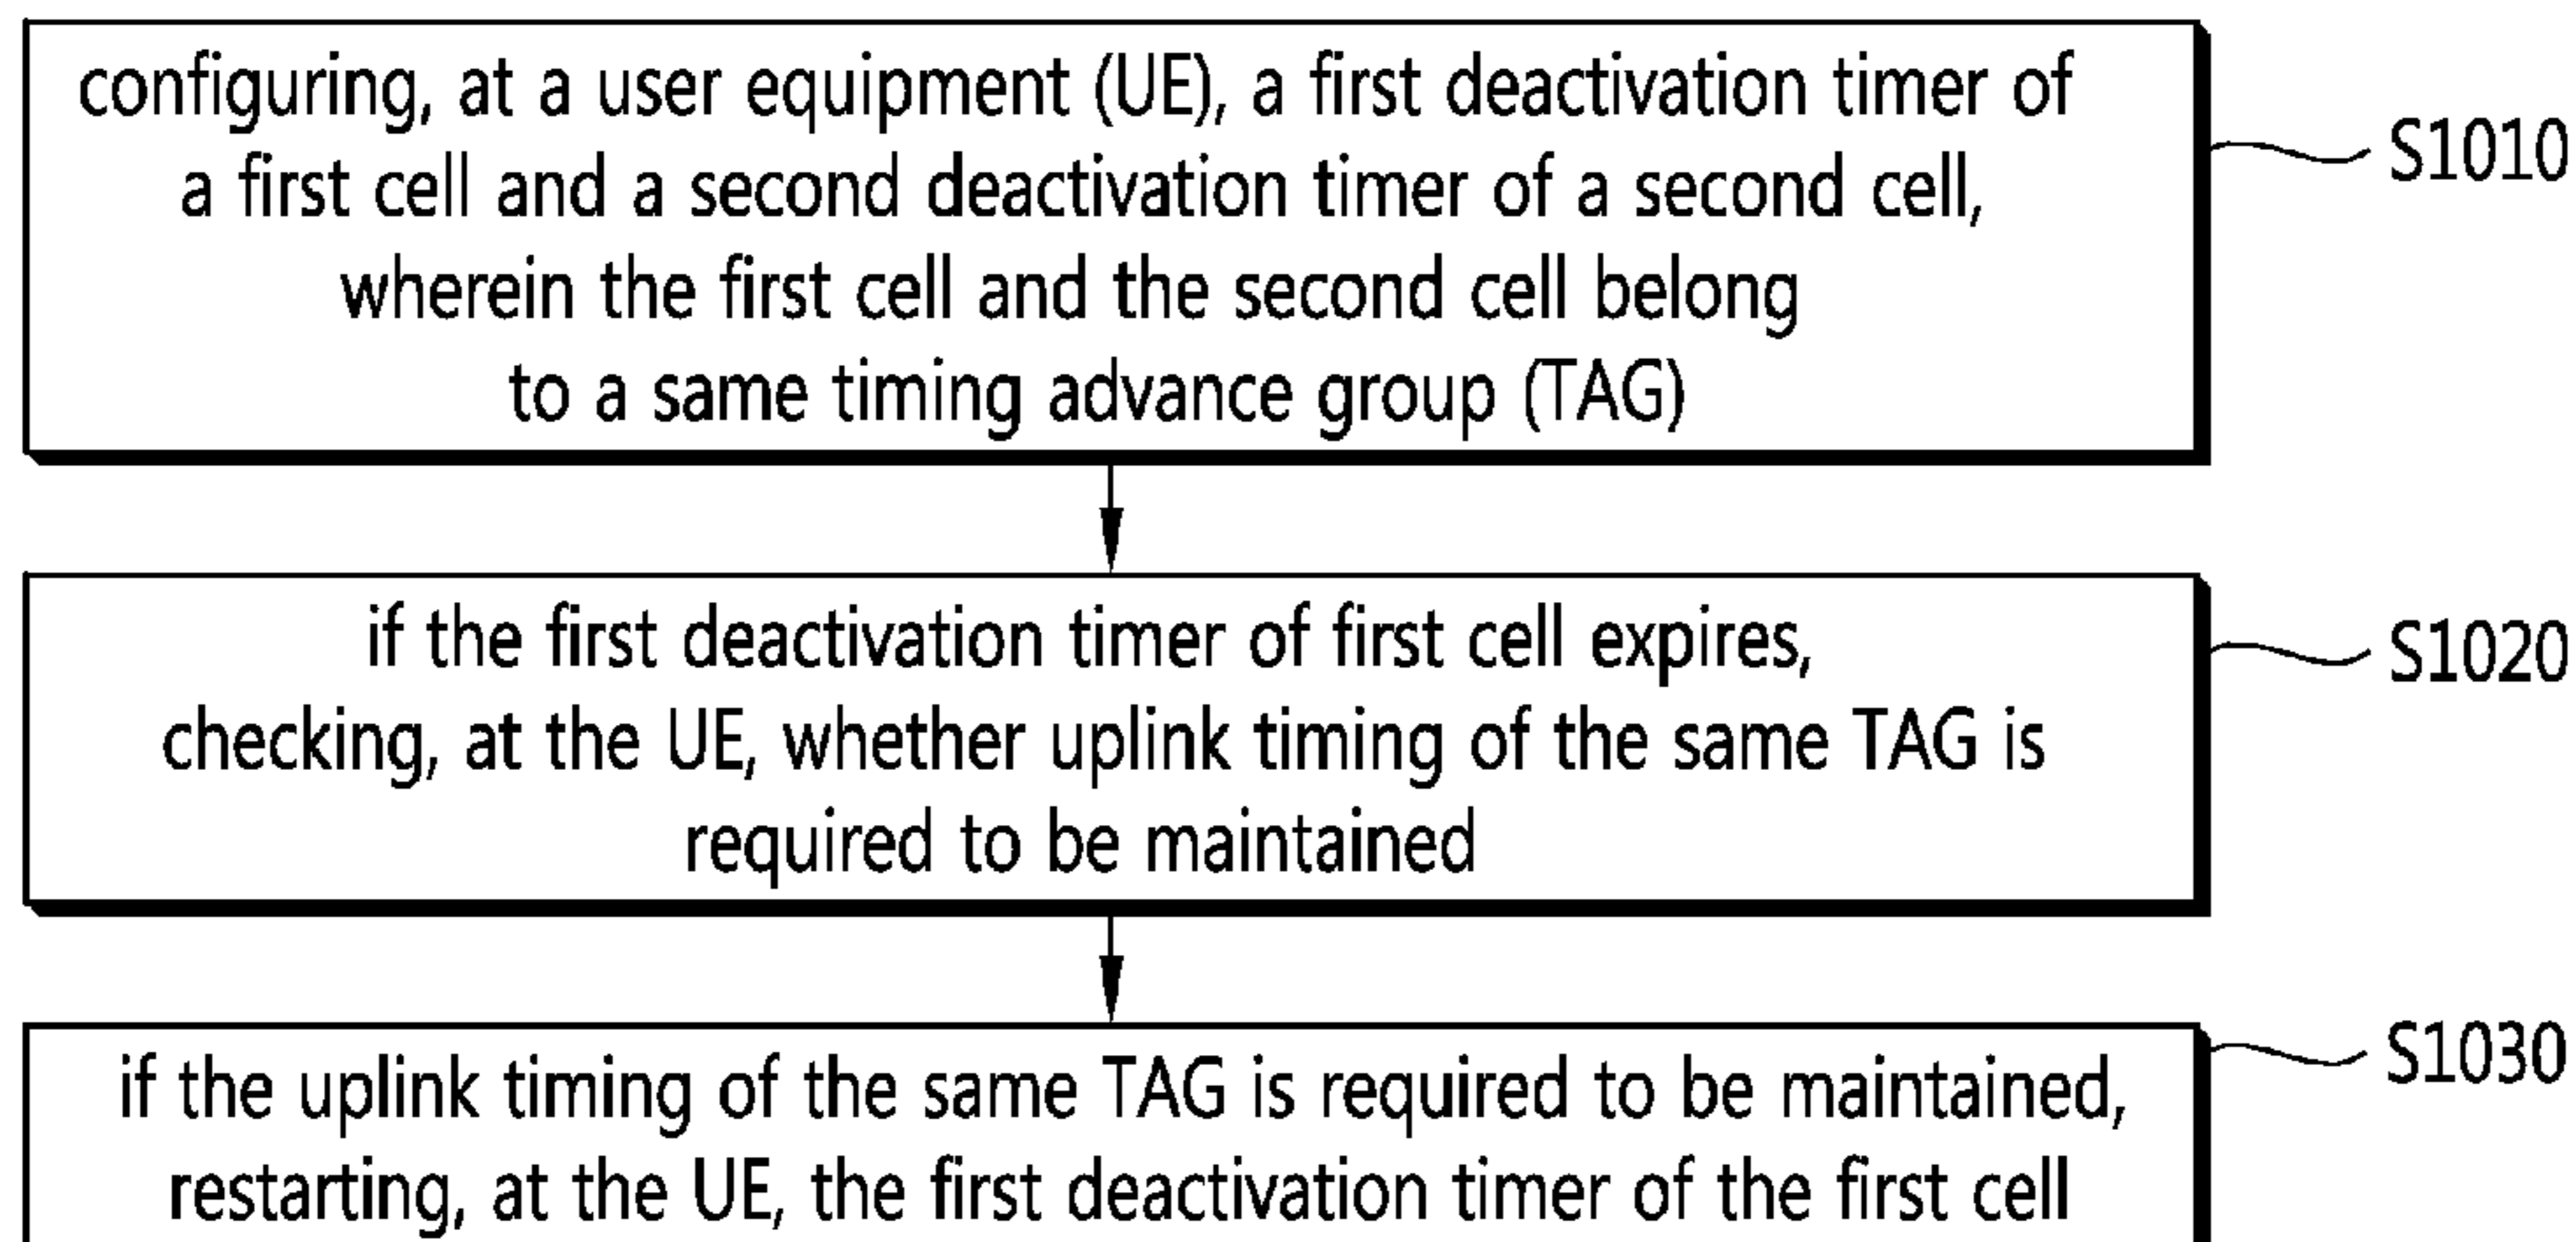 configuring, at a user equipment (UE), a first deactivation timer of
a first cell and a second deactivation timer of a second cell,
wherein the first cell and the second cell belong
to a same timing advance group (TAG)
S1010
if the first deactivation timer of first cell expires,
checking, at the UE, whether uplink timing of the same TAG is
required to be maintained
S1020
if the uplink timing of the same TAG is required to be maintained,
restarting, at the UE, the first deactivation timer of the first cell
S1030